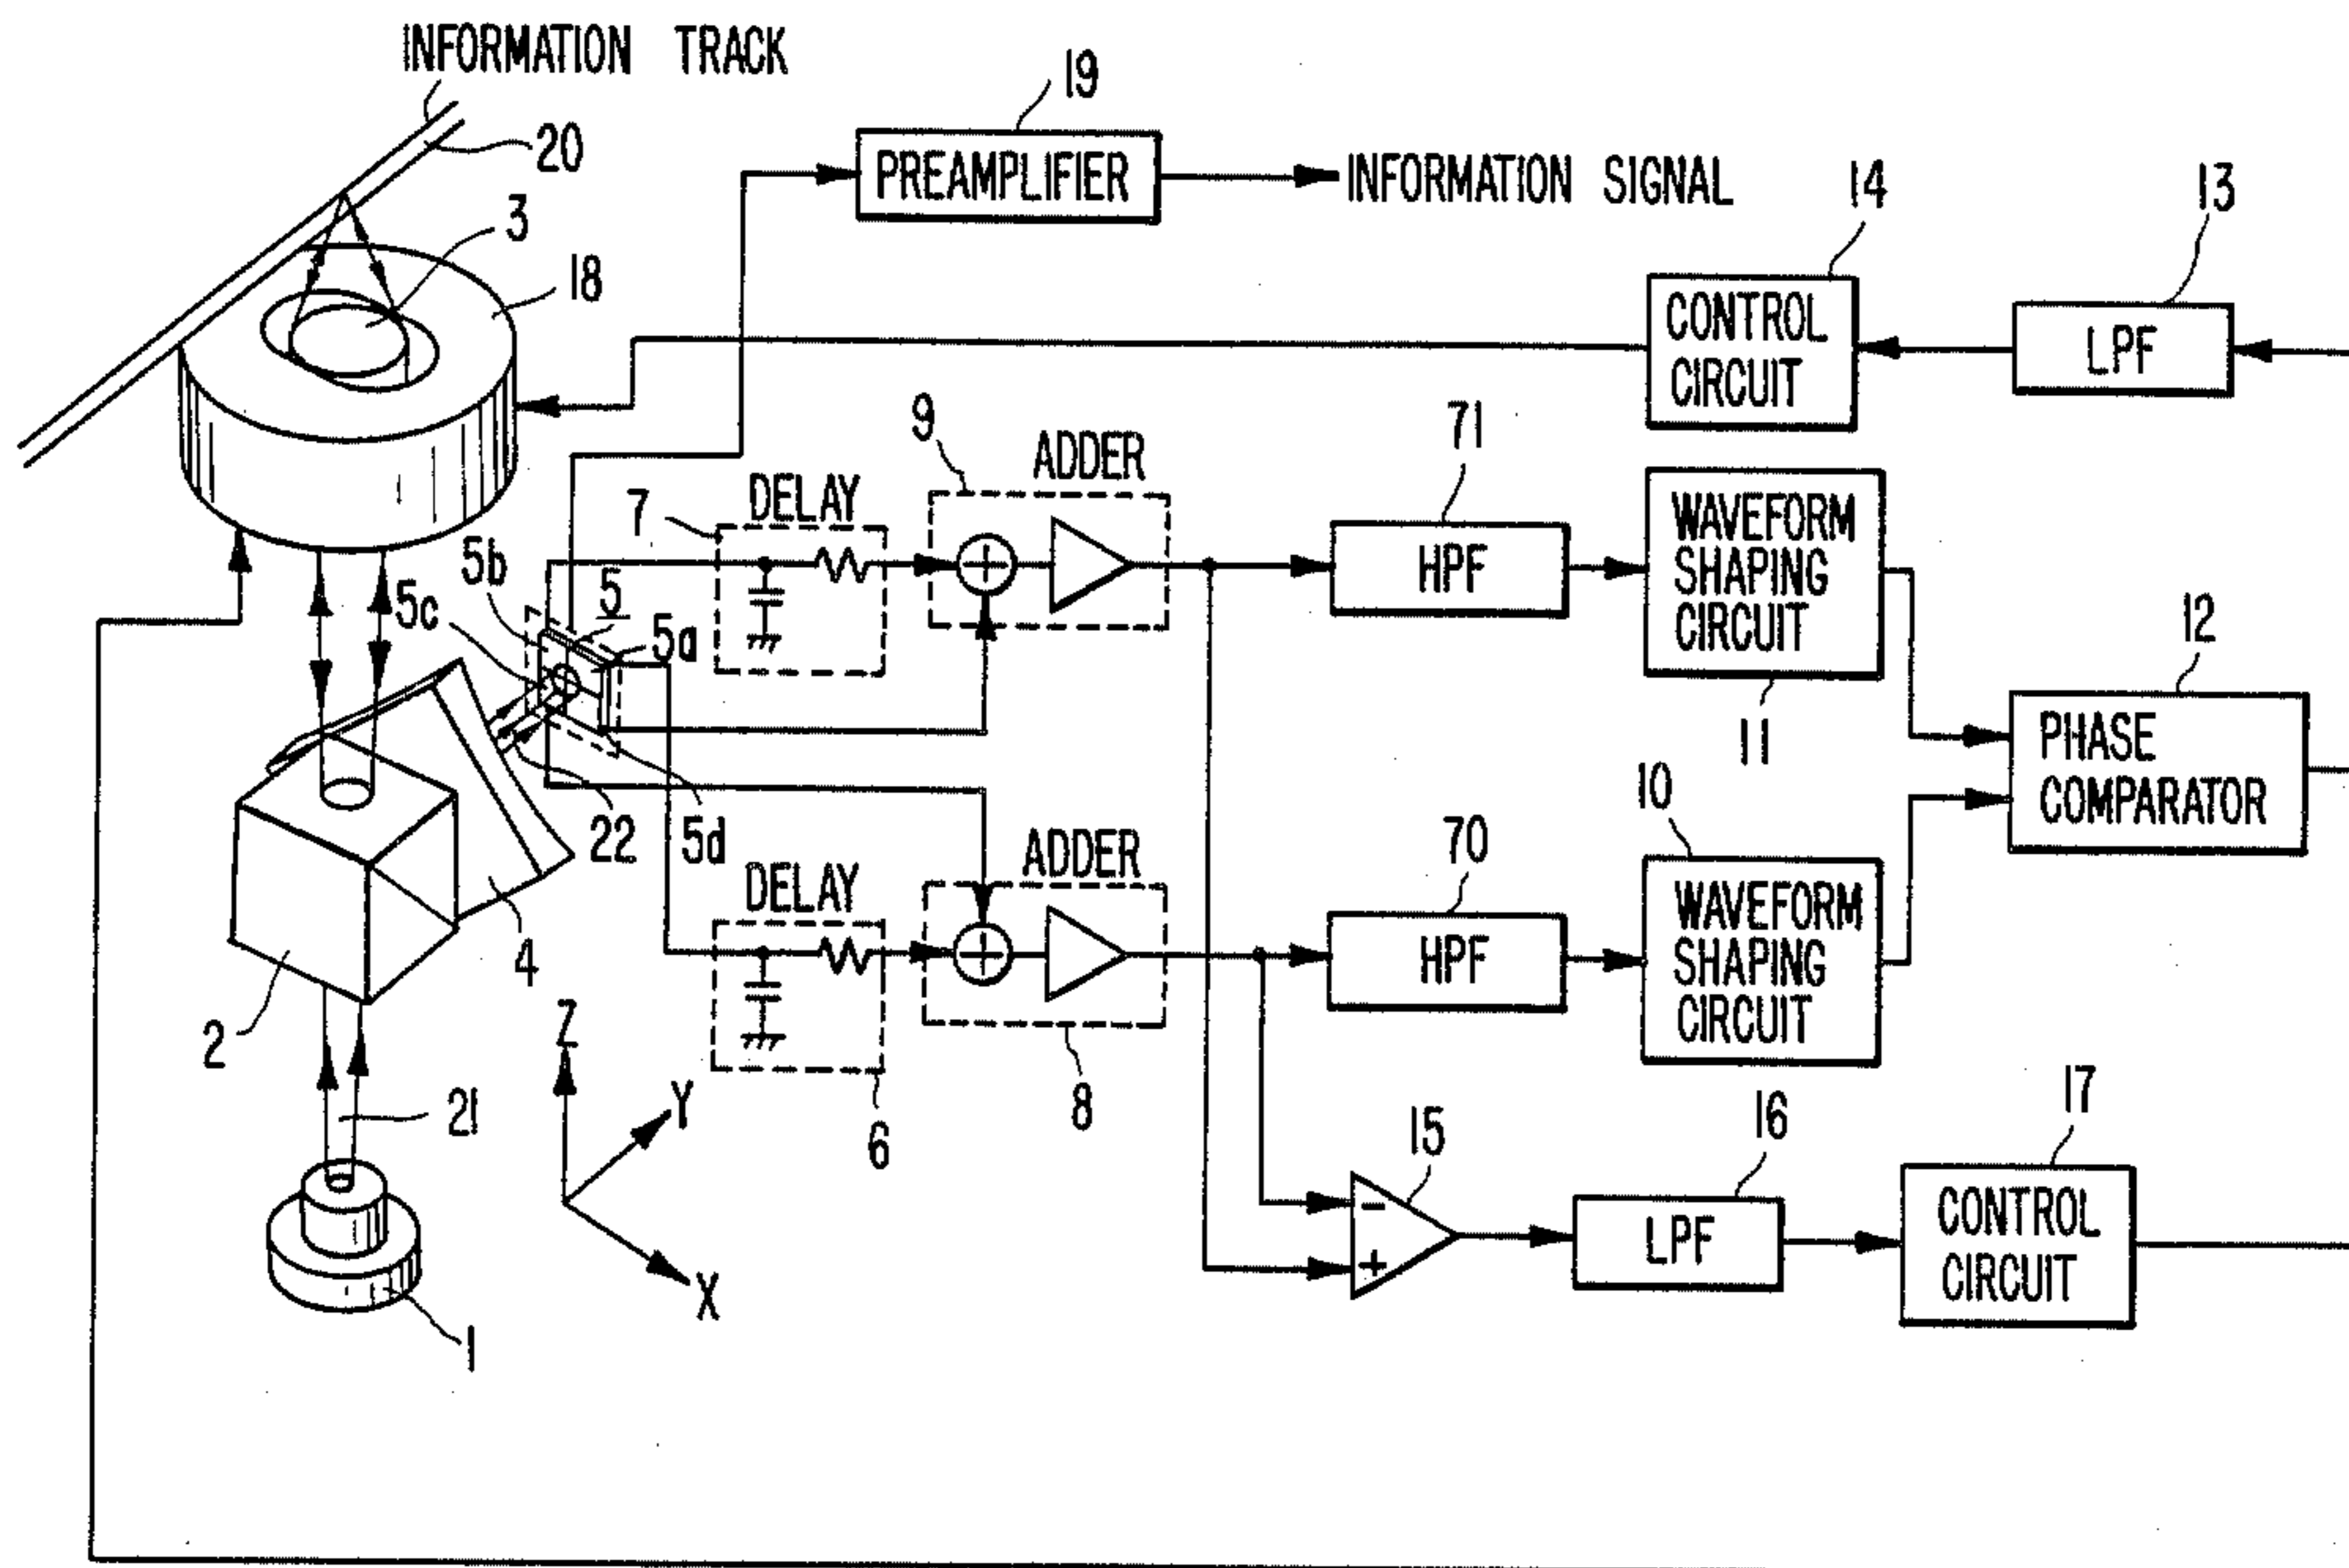 INFORMATION TRACK
19
20
PREAMPLIFIER
INFORMATION SIGNAL
14
13
3
18
CONTROL
CIRCUIT
LPF
9
ADDER
71
7
DELAY
WAVEFORM
SHAPING
CIRCUIT
HPF
5b
5
5c
5a
12
11
PHASE
COMPARATOR
10
22
5d
70
ADDER
DELAY
HPF
WAVEFORM
SHAPING
CIRCUIT
4
2
Z
21
Y
6
8
15
16
17
-
+
LPF
CONTROL
CIRCUIT
X
1